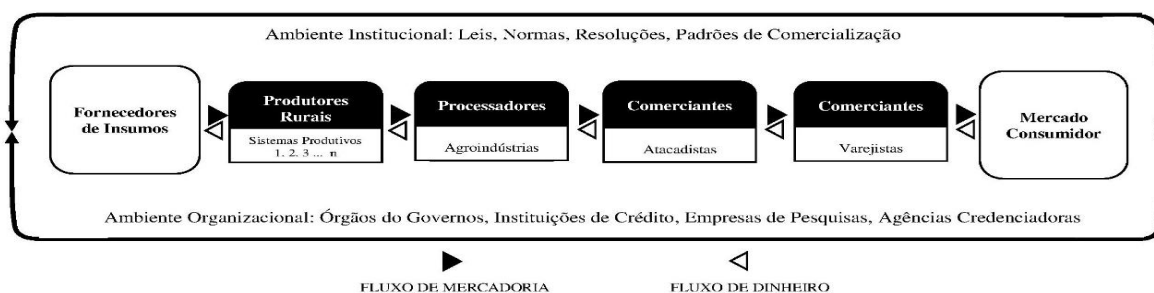 Ambiente Institucional: Leis, Normas, Resoluções, Padrões de Comercialização
Fornecedores
de Insumos
Produtores
Rurais
Sistemas Produtivos
1. 2. 3 ... n
Processadores
Agroindústrias
Comerciantes
Atacadistas
Comerciantes
Varejistas
Mercado
Consumidor
Ambiente Organizacional: Órgãos do Governos, Instituições de Crédito, Empresas de Pesquisas, Agências Credenciadoras
FLUXO DE MERCADORIA
FLUXO DE DINHEIRO